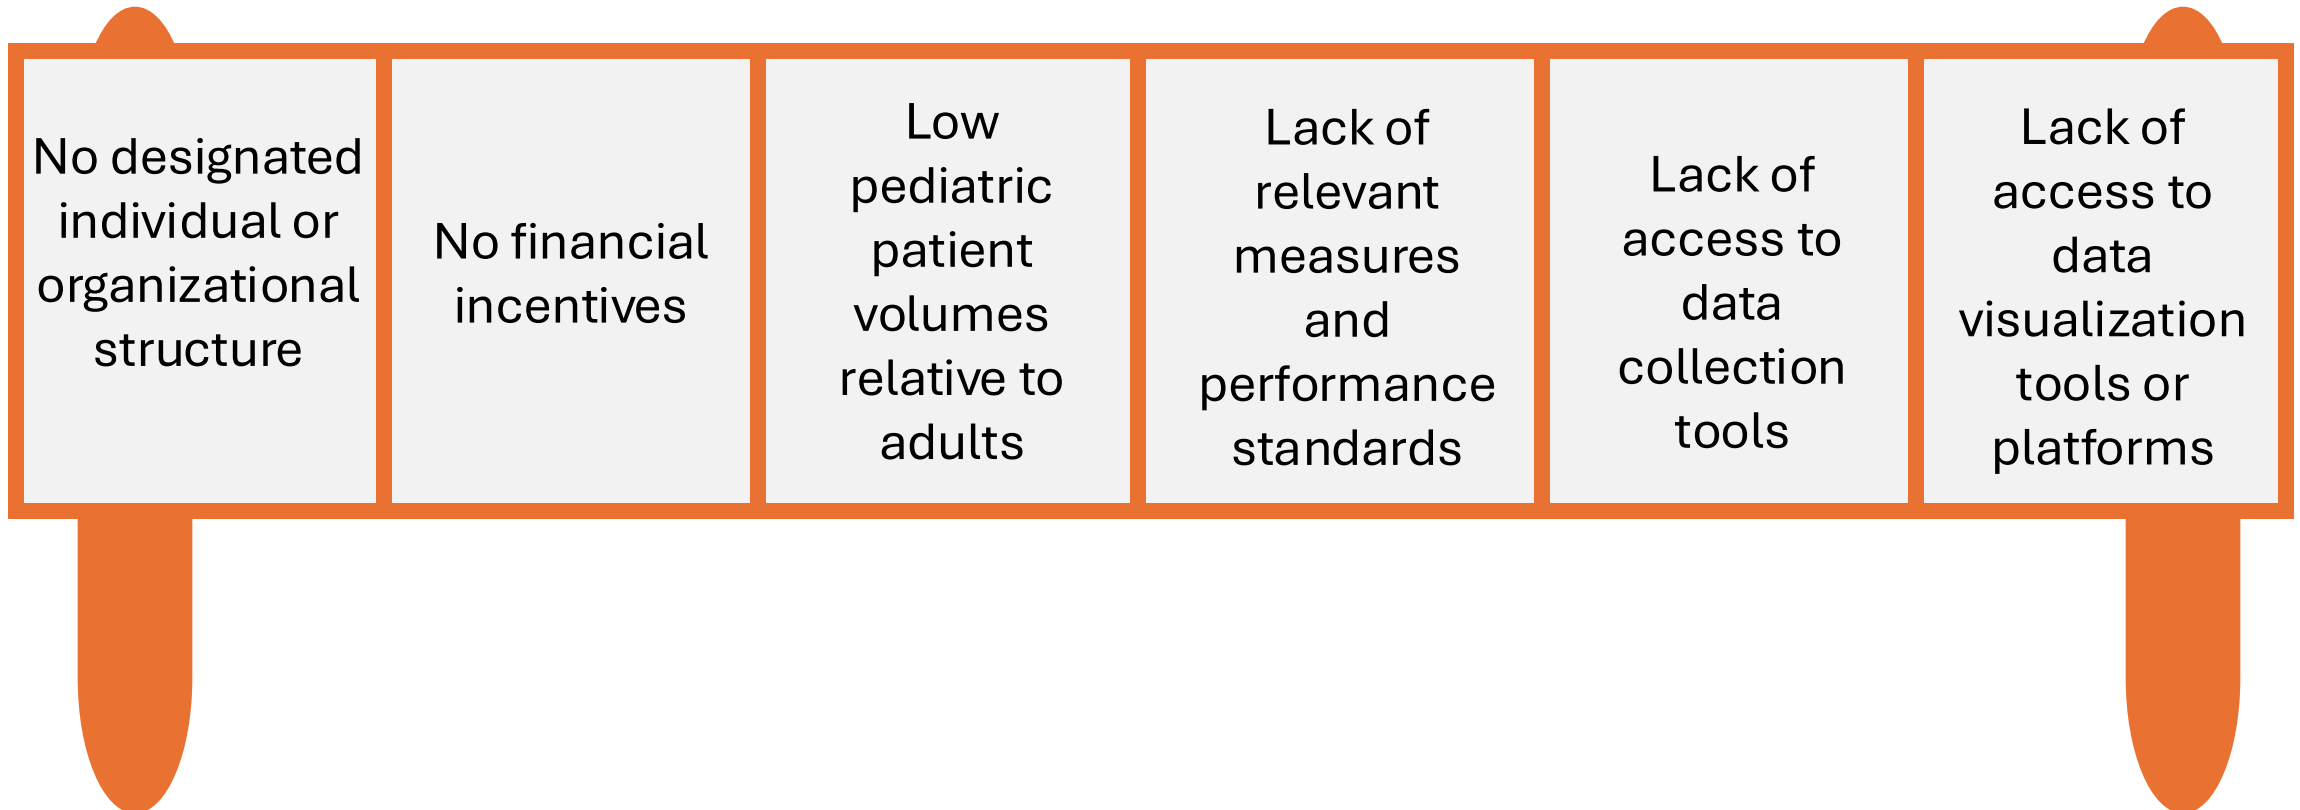 No designated
individual or
organizational
structure
No financial
incentives
Low
pediatric
patient
volumes
relative to
adults
Lack of
relevant
measures
and
performance
standards
Lack of
access to
data
collection
tools
Lack of
access to
data
visualization
tools or
platforms